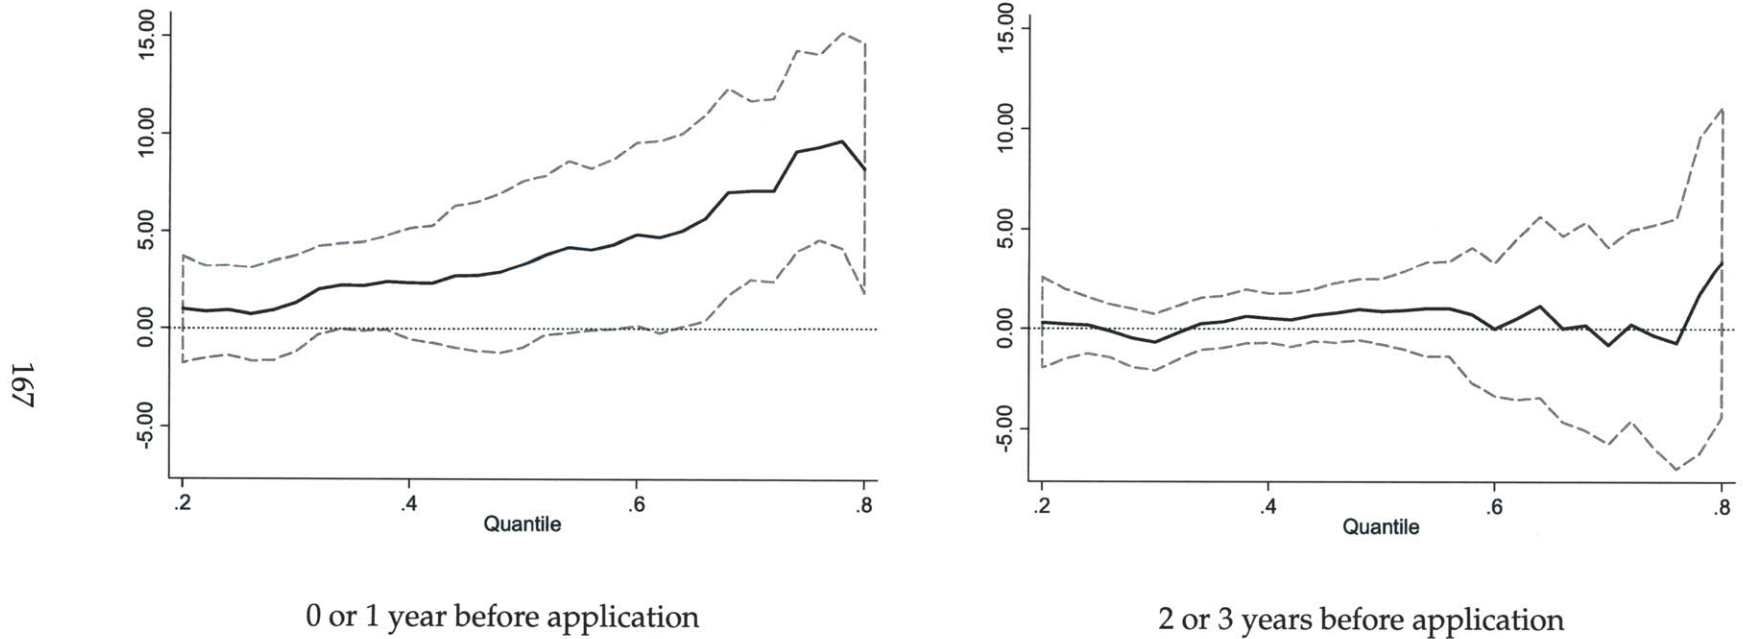 15.00
10.00
5.00
0.00
-5.00
.2 .4 .6 .8
Quantile
0 or 1 year before application
15.00
10.00
5.00
0.00
-5.00
.2 .4 .6 .8
Quantile
2 or 3 years before application
167